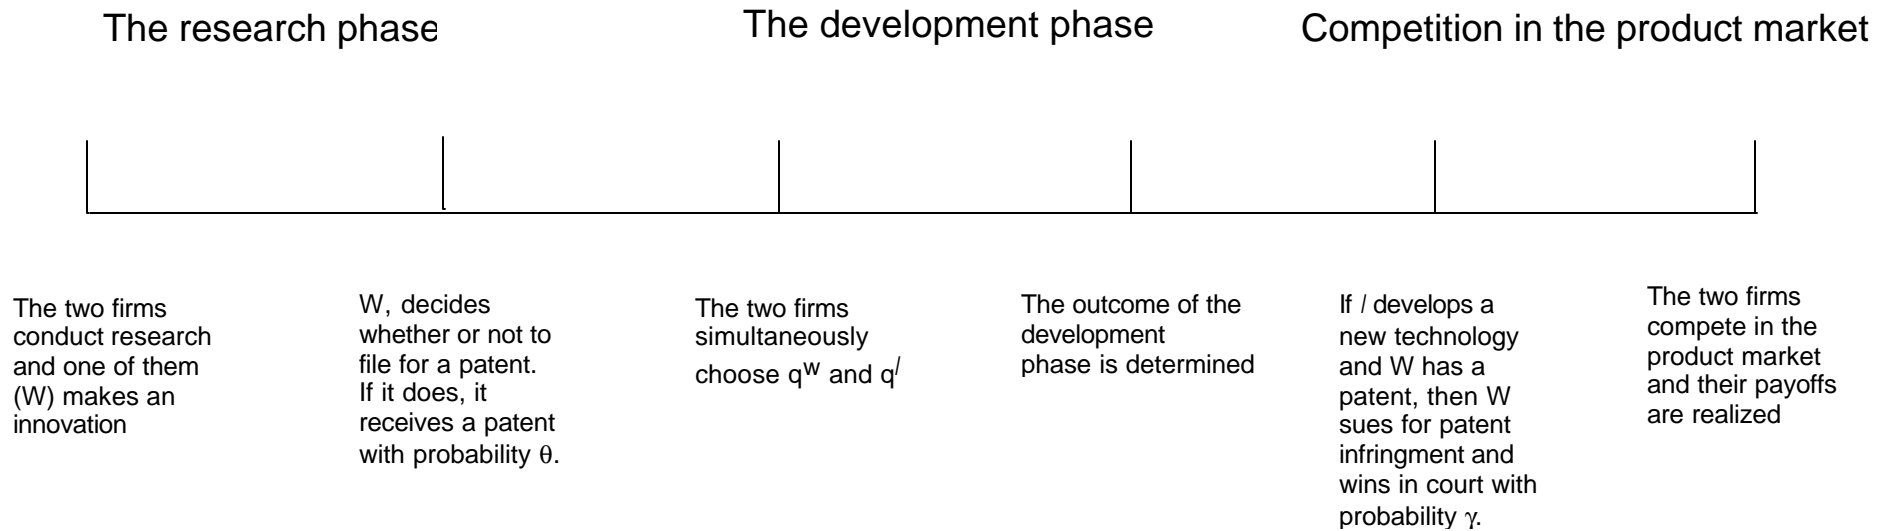 The research phase
The development phase
Competition in the product market
The two firms
conduct research
and one of them
(W) makes an
innovation
W, decides
whether or not to
file for a patent.
If it does, it
receives a patent
with probability θ.
The two firms
simultaneously
choose qʷ and qˡ
The outcome of the
development
phase is determined
If l develops a
new technology
and W has a
patent, then W
sues for patent
infringment and
wins in court with
probability γ.
The two firms
compete in the
product market
and their payoffs
are realized